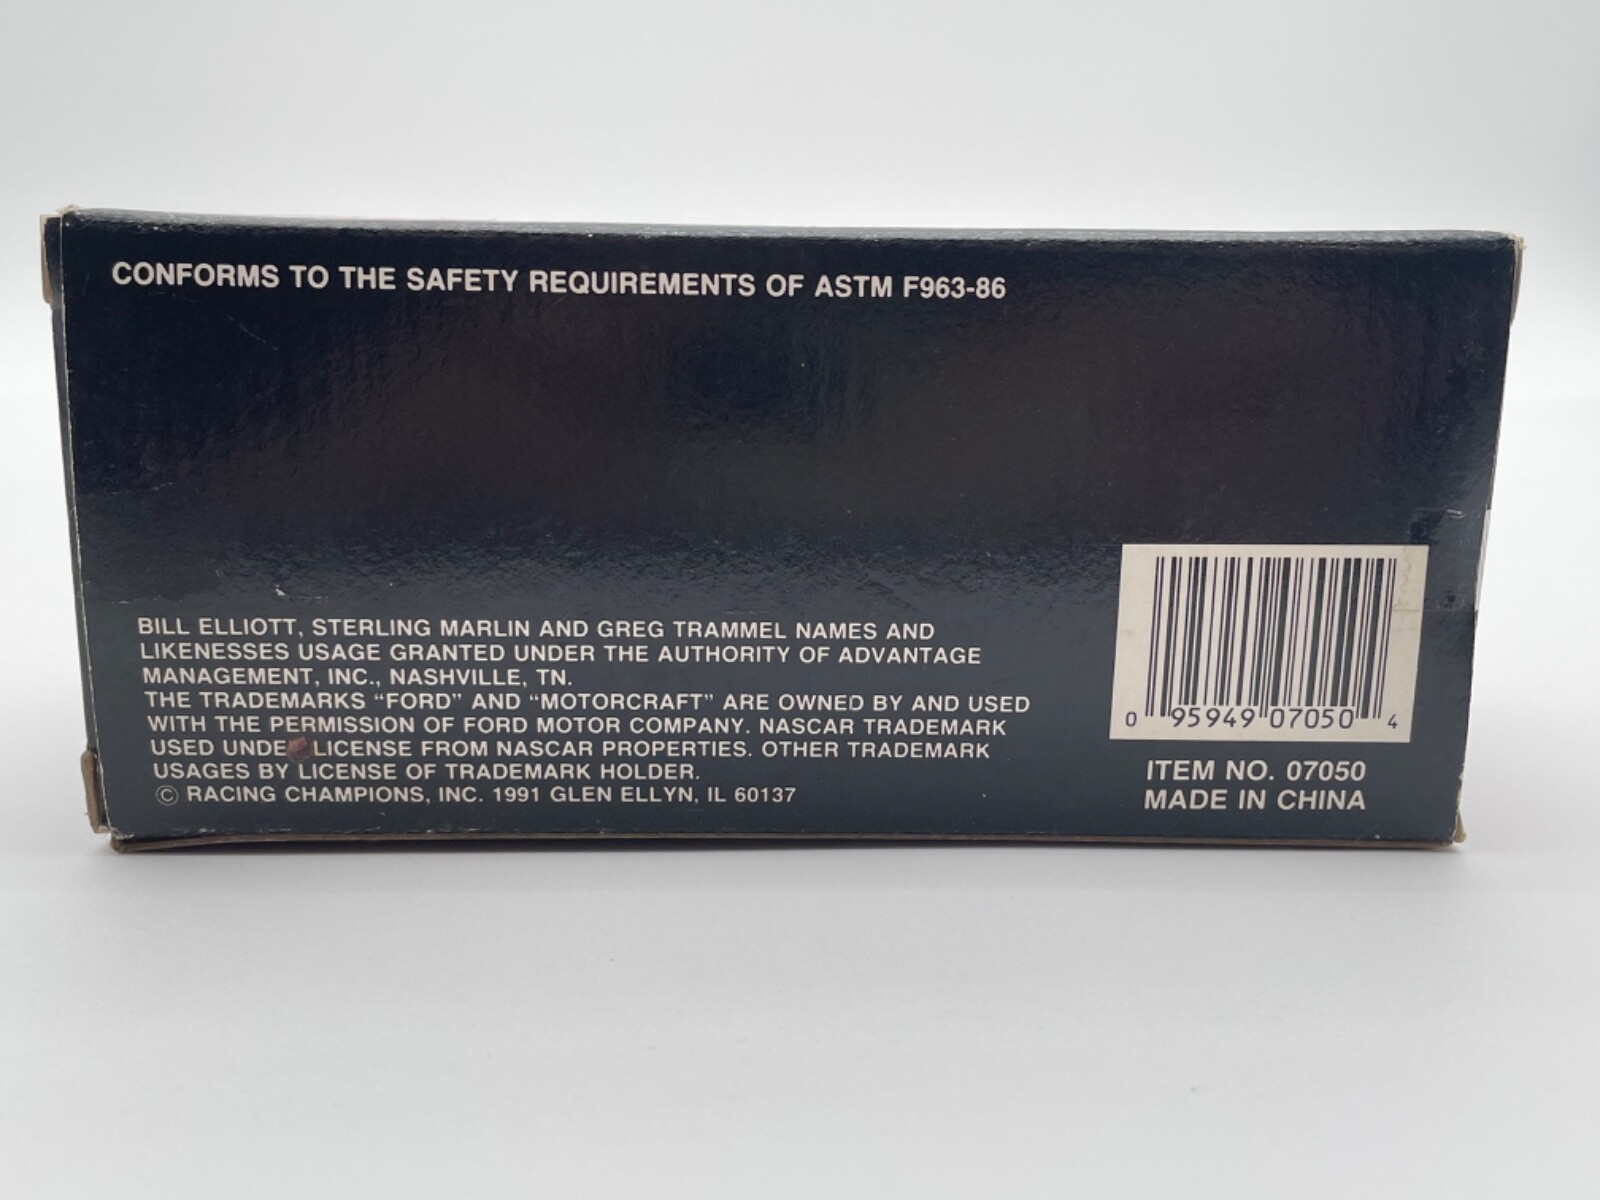 CONFORMS TO THE SAFETY REQUIREMENTS OF ASTM F963-86
BILL ELLIOTT, STERLING MARLIN AND GREG TRAMMEL NAMES AND
LIKENESSES USAGE GRANTED UNDER THE AUTHORITY OF ADVANTAGE
MANAGEMENT, INC., NASHVILLE, TN.
THE TRADEMARKS “FORD” AND “MOTORCRAFT” ARE OWNED BY AND USED
WITH THE PERMISSION OF FORD MOTOR COMPANY. NASCAR TRADEMARK
USED UNDE LICENSE FROM NASCAR PROPERTIES. OTHER TRADEMARK
USAGES BY LICENSE OF TRADEMARK HOLDER.
© RACING CHAMPIONS, INC. 1991 GLEN ELLYN, IL 60137
0 95949 07050 4
ITEM NO. 07050
MADE IN CHINA